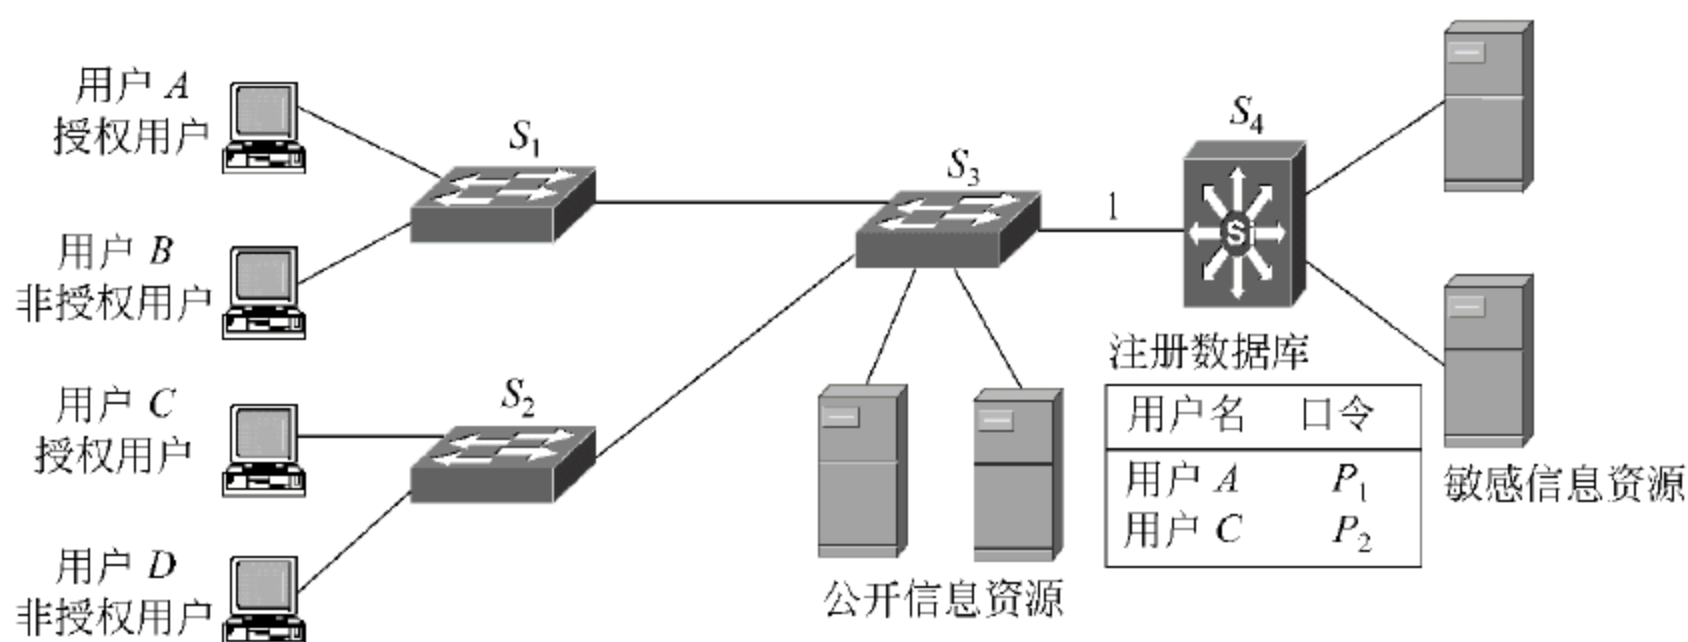 用户 A
授权用户
用户 B
非授权用户
用户 C
授权用户
用户 D
非授权用户
S1
S2
S3
1
S4
Si
公开信息资源
注册数据库
用户名 口令
用户 A P1
用户 C P2
敏感信息资源